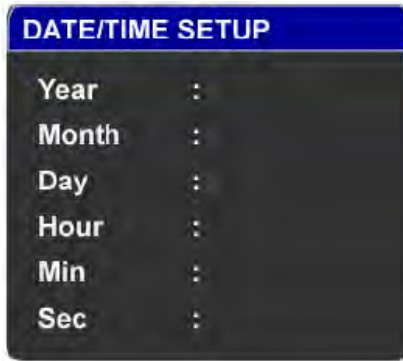 DATE/TIME SETUP
Year :
Month :
Day :
Hour :
Min :
Sec :